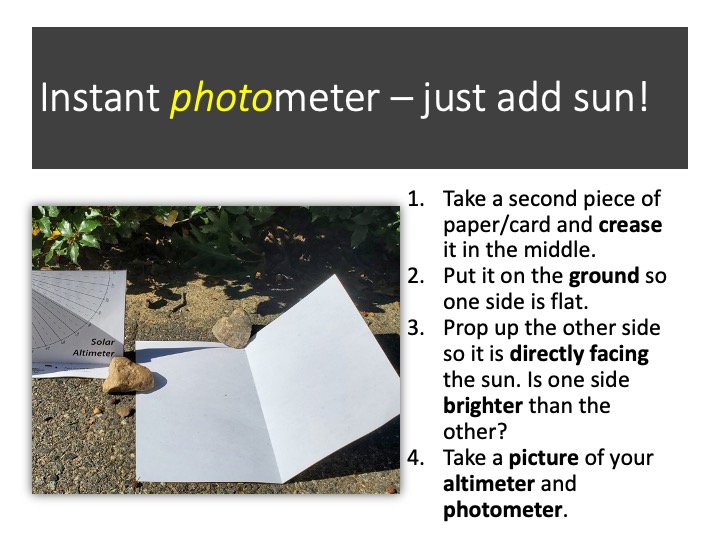 Instant photometer – just add sun!
Solar
Altimeter
1. Take a second piece of
paper/card and crease
it in the middle.
2. Put it on the ground so
one side is flat.
3. Prop up the other side
so it is directly facing
the sun. Is one side
brighter than the
other?
4. Take a picture of your
altimeter and
photometer.